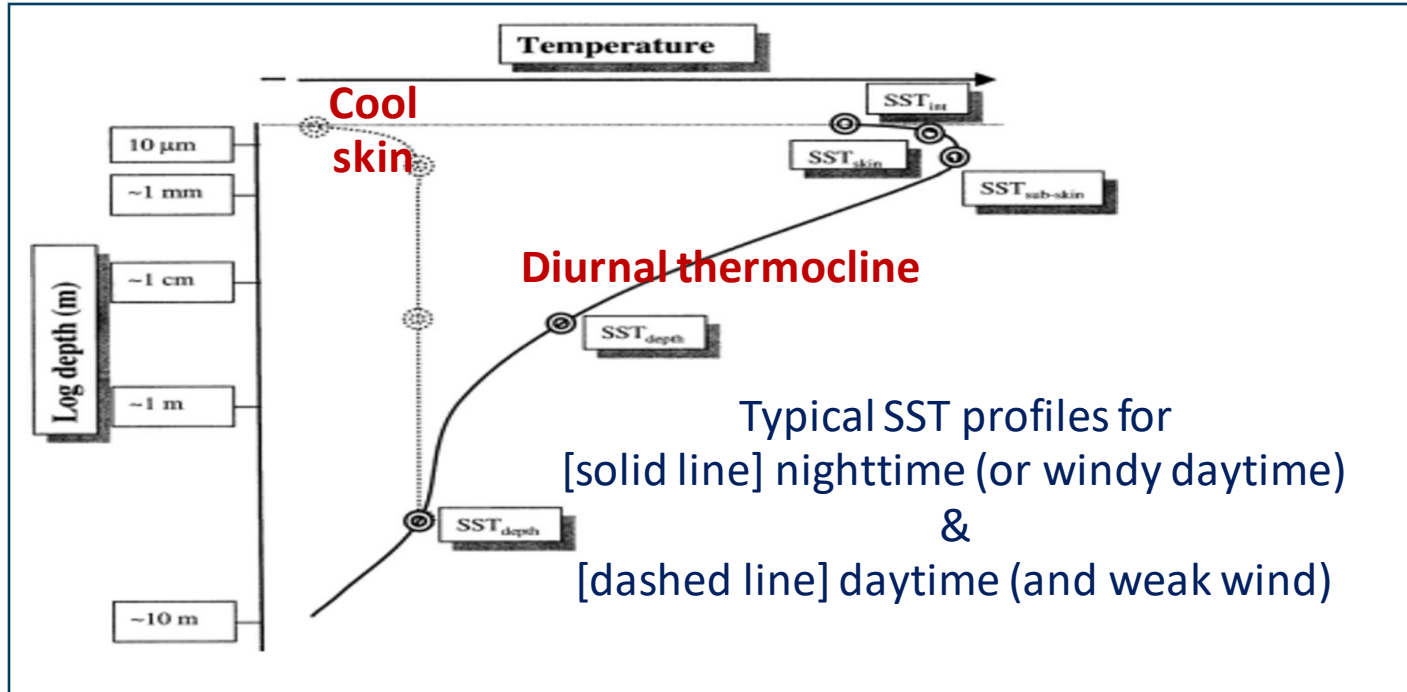 Temperature
Cool
skin
SST_int
10 μm
SST_skin
~1 mm
SST_sub-skin
Diurnal thermocline
~1 cm
Log depth (m)
SST_depth
~1 m
Typical SST profiles for
[solid line] nighttime (or windy daytime)
&
[dashed line] daytime (and weak wind)
SST_depth
~10 m